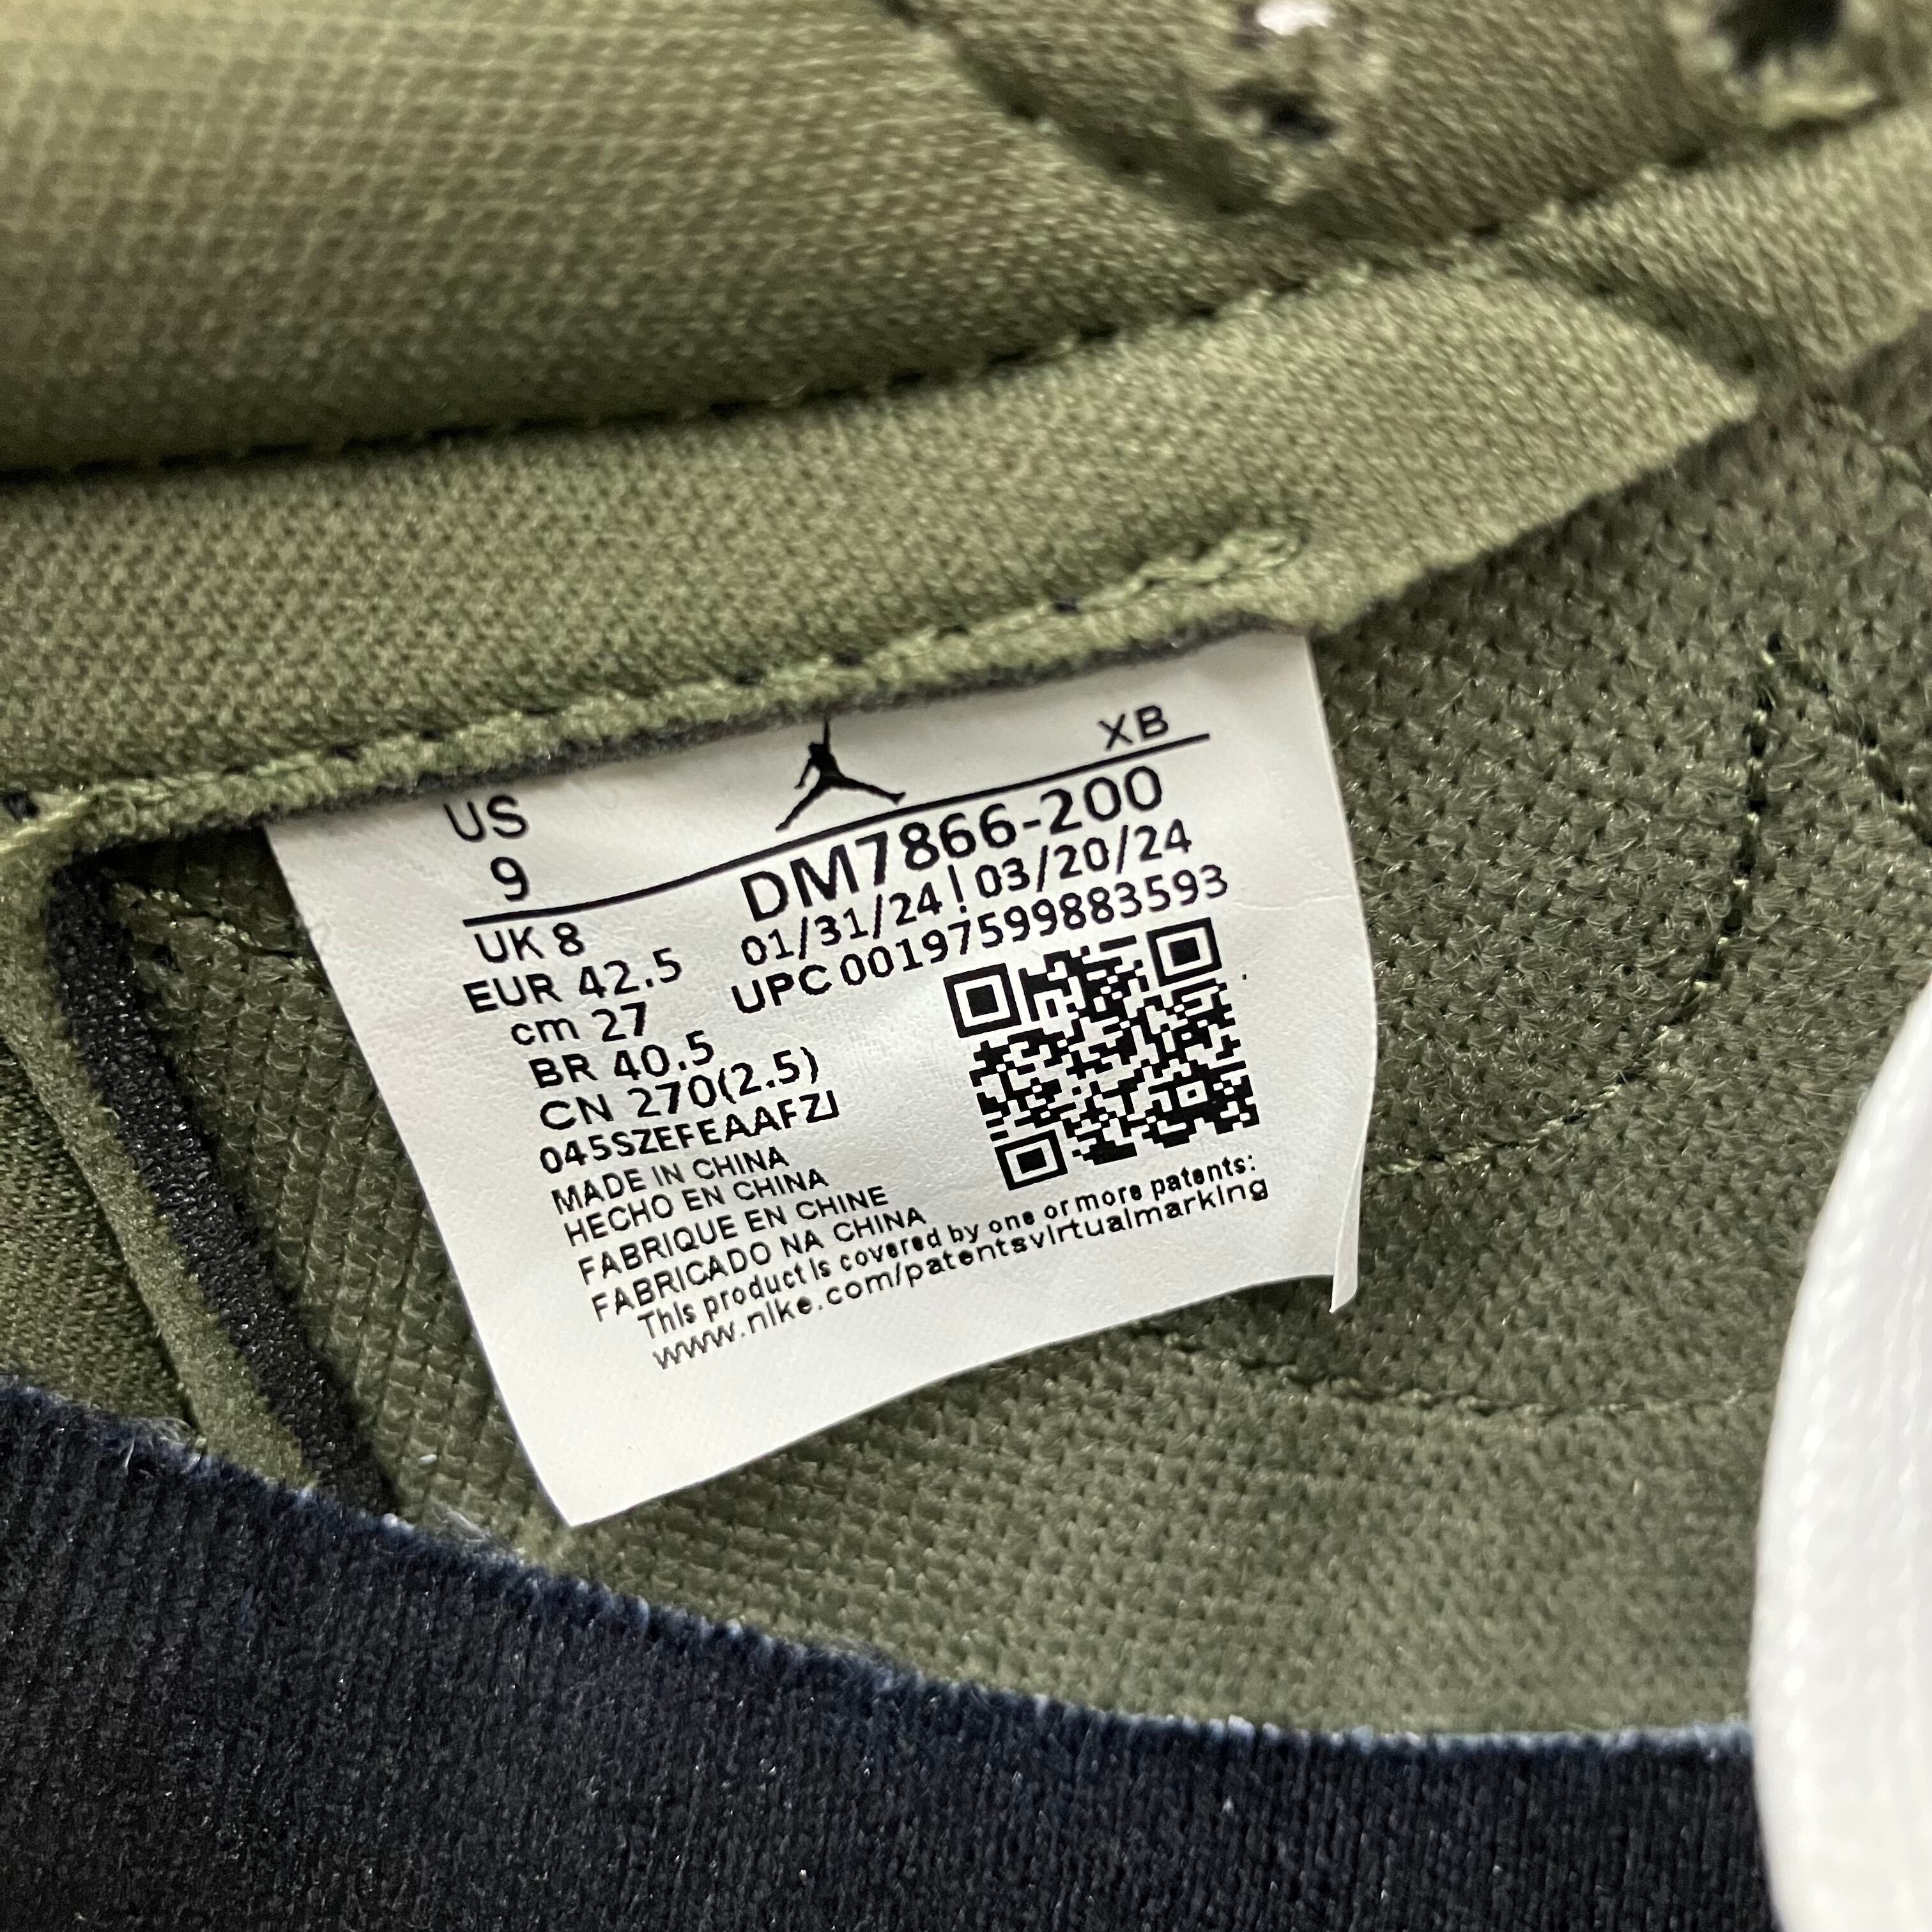 US
9
XB
DM7866-200
01/31/24 | 03/20/24
UPC 00197599883593
UK 8
EUR 42.5
cm 27
BR 40.5
CN 270(2.5)
045SZEFEAAFZJ
MADE IN CHINA
HECHO EN CHINA
FABRIQUE EN CHINE
FABRICADO NA CHINA
This product is covered by one or more patents:
www.nike.com/patentsvirtualmarking